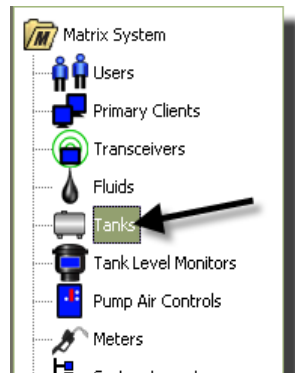 Matrix System
Users
Primary Clients
Transceivers
Fluids
Tanks
Tank Level Monitors
Pump Air Controls
Meters